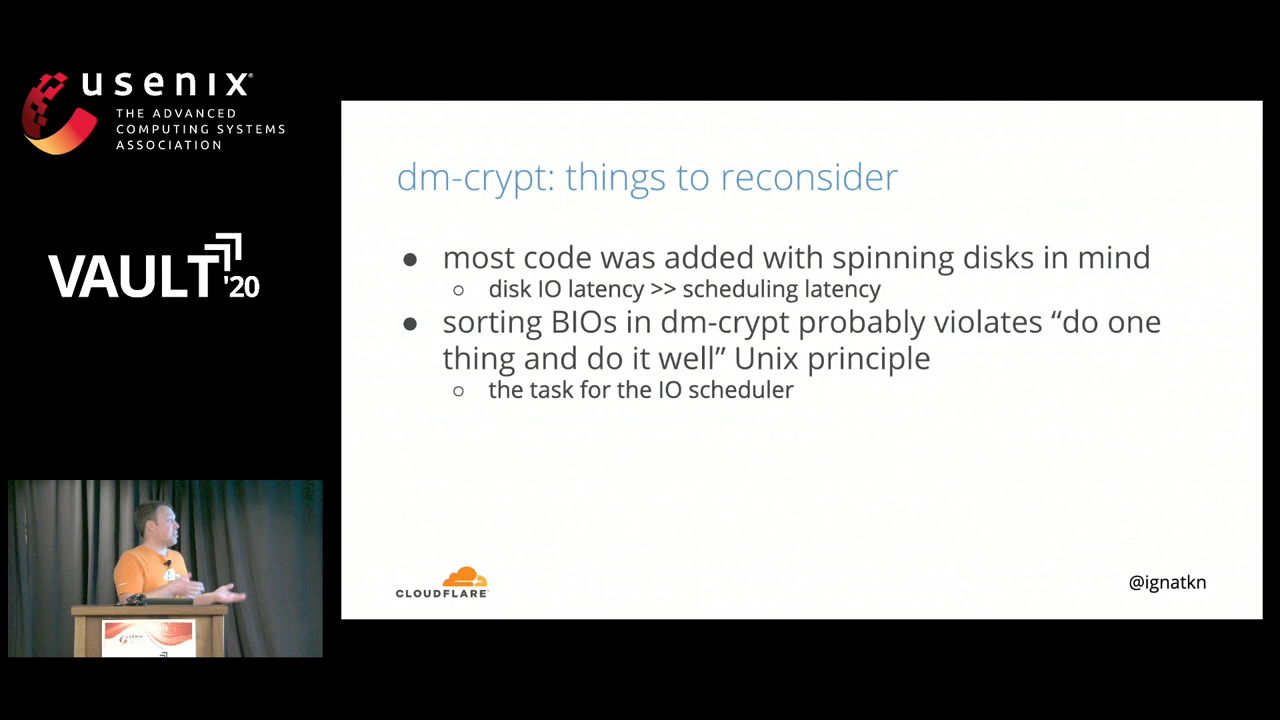 usenix
THE ADVANCED
COMPUTING SYSTEMS
ASSOCIATION
VAULT '20
dm-crypt: things to reconsider
● most code was added with spinning disks in mind
○ disk IO latency >> scheduling latency
● sorting BIOs in dm-crypt probably violates “do one
thing and do it well” Unix principle
○ the task for the IO scheduler
CLOUDFLARE
@ignatkn
usenix